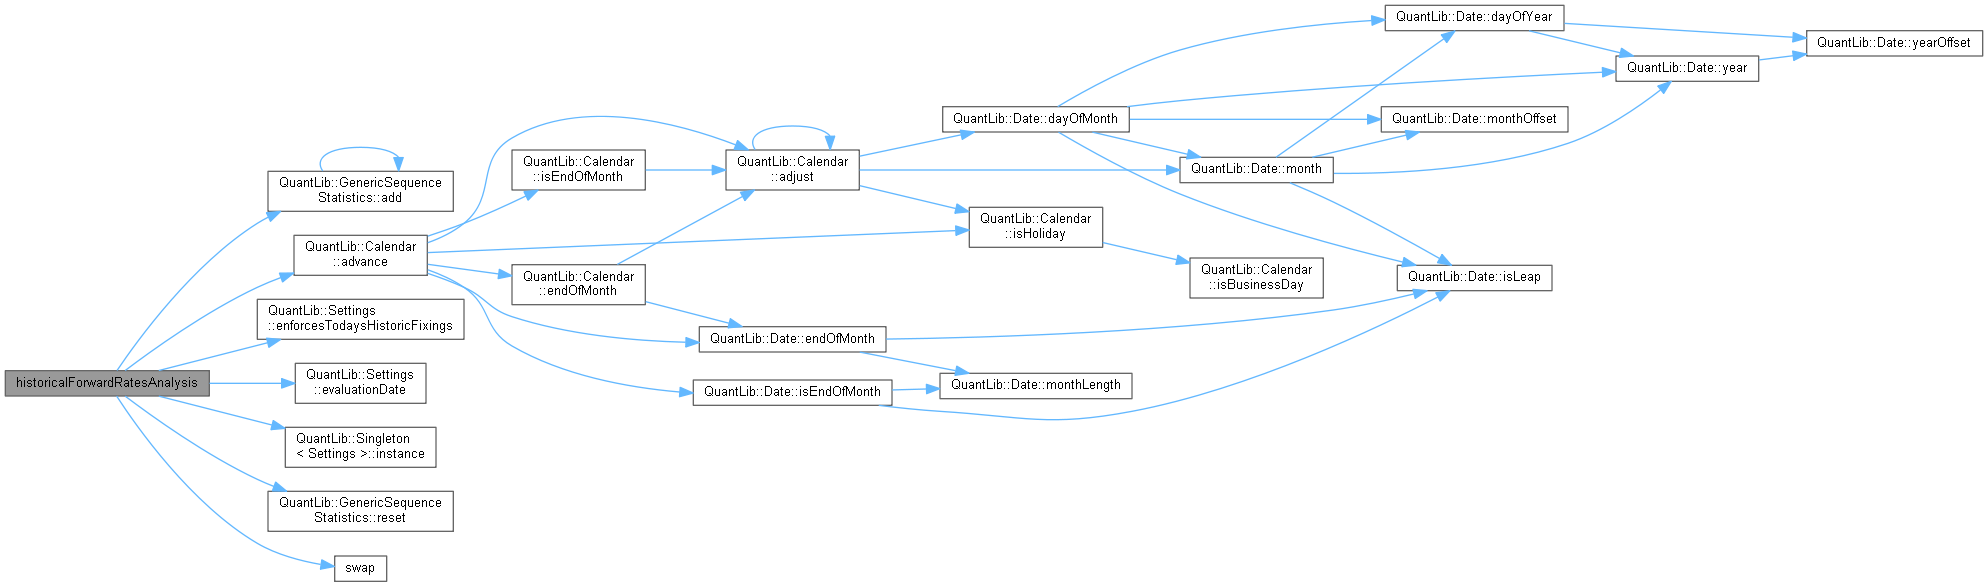 historicalForwardRatesAnalysis
QuantLib::GenericSequence
Statistics::add
QuantLib::Calendar
::advance
QuantLib::Settings
::enforcesTodaysHistoricFixings
QuantLib::Settings
::evaluationDate
QuantLib::Singleton
< Settings >::instance
QuantLib::GenericSequence
Statistics::reset
swap
QuantLib::Calendar
::isEndOfMonth
QuantLib::Calendar
::endOfMonth
QuantLib::Calendar
::adjust
QuantLib::Date::endOfMonth
QuantLib::Date::isEndOfMonth
QuantLib::Date::dayOfMonth
QuantLib::Calendar
::isHoliday
QuantLib::Date::monthLength
QuantLib::Date::month
QuantLib::Calendar
::isBusinessDay
QuantLib::Date::dayOfYear
QuantLib::Date::monthOffset
QuantLib::Date::isLeap
QuantLib::Date::year
QuantLib::Date::yearOffset